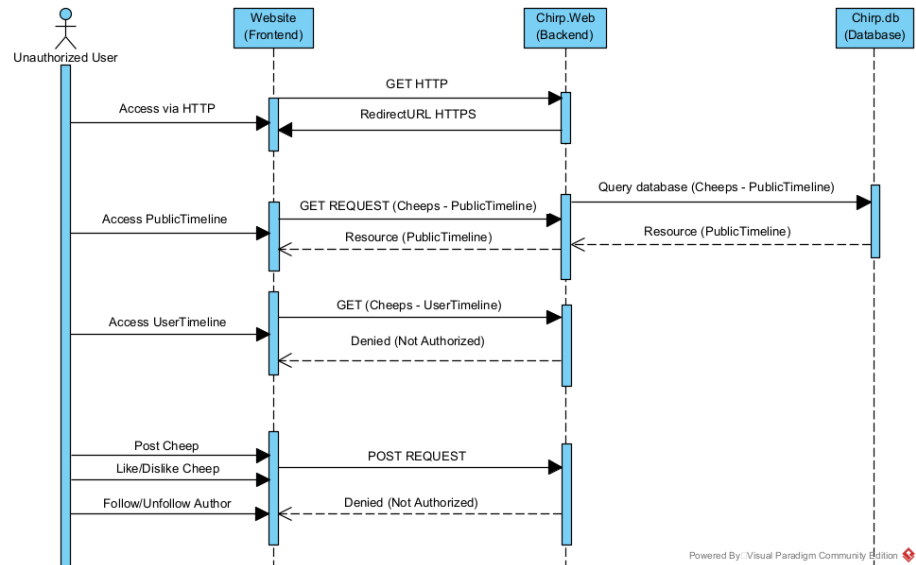 Website
(Frontend)
Chirp.Web
(Backend)
Chirp.db
(Database)
Unauthorized User
GET HTTP
Access via HTTP
RedirectURL HTTPS
Query database (Cheeps - PublicTimeline)
GET REQUEST (Cheeps - PublicTimeline)
Access PublicTimeline
Resource (PublicTimeline)
Resource (PublicTimeline)
GET (Cheeps - UserTimeline)
Access UserTimeline
Denied (Not Authorized)
Post Cheep
POST REQUEST
Like/Dislike Cheep
Follow/Unfollow Author
Denied (Not Authorized)
Powered By Visual Paradigm Community Edition